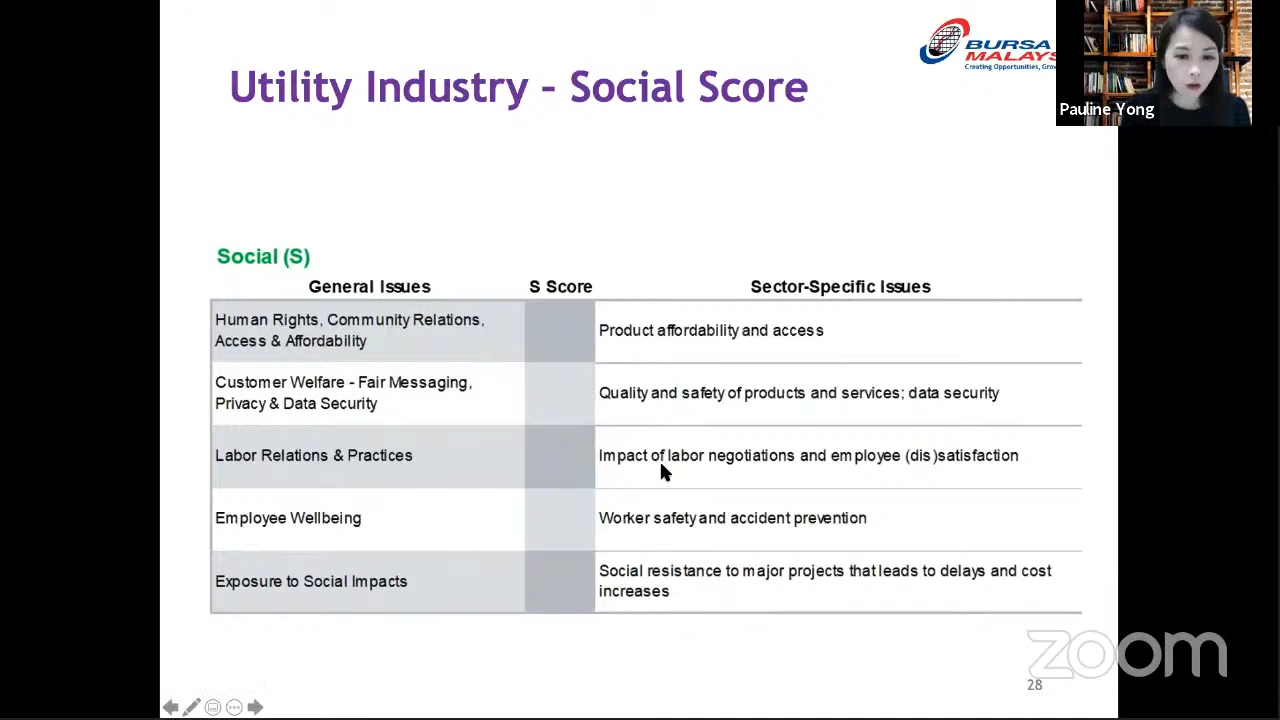 Utility Industry – Social Score
BURSA
MALAYS
Creating Opportunities, Grow
Pauline Yong
Social (S)
General Issues S Score Sector-Specific Issues
Human Rights, Community Relations,
Access & Affordability
Product affordability and access
Customer Welfare - Fair Messaging,
Privacy & Data Security
Quality and safety of products and services; data security
Labor Relations & Practices
Impact of labor negotiations and employee (dis)satisfaction
Employee Wellbeing
Worker safety and accident prevention
Exposure to Social Impacts
Social resistance to major projects that leads to delays and cost
increases
zoom
28